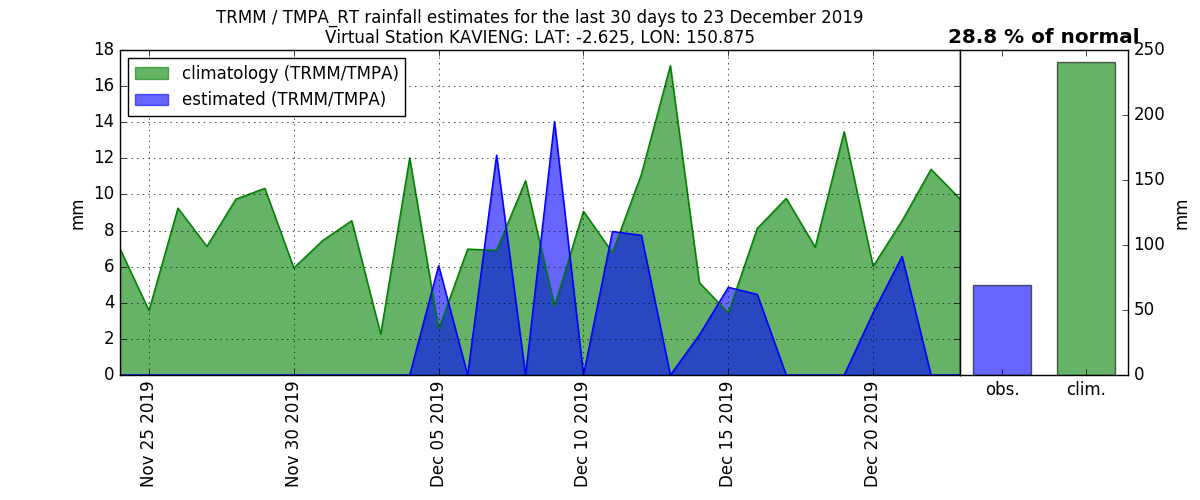 TRMM / TMPA_RT rainfall estimates for the last 30 days to 23 December 2019
Virtual Station KAVIENG: LAT: -2.625, LON: 150.875
28.8 % of normal
climatology (TRMM/TMPA)
estimated (TRMM/TMPA)
18
16
14
12
10
8
6
4
2
0
mm
250
200
150
100
50
0
mm
Nov 25 2019
Nov 30 2019
Dec 05 2019
Dec 10 2019
Dec 15 2019
Dec 20 2019
obs.
clim.